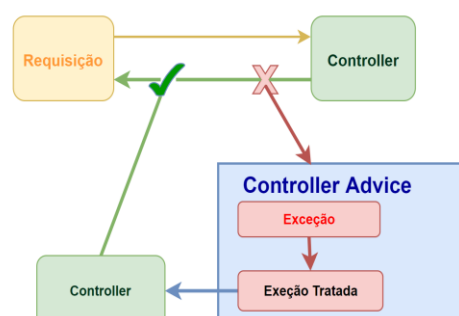 Requisição
Controller
Controller Advice
Exceção
Exeção Tratada
Controller